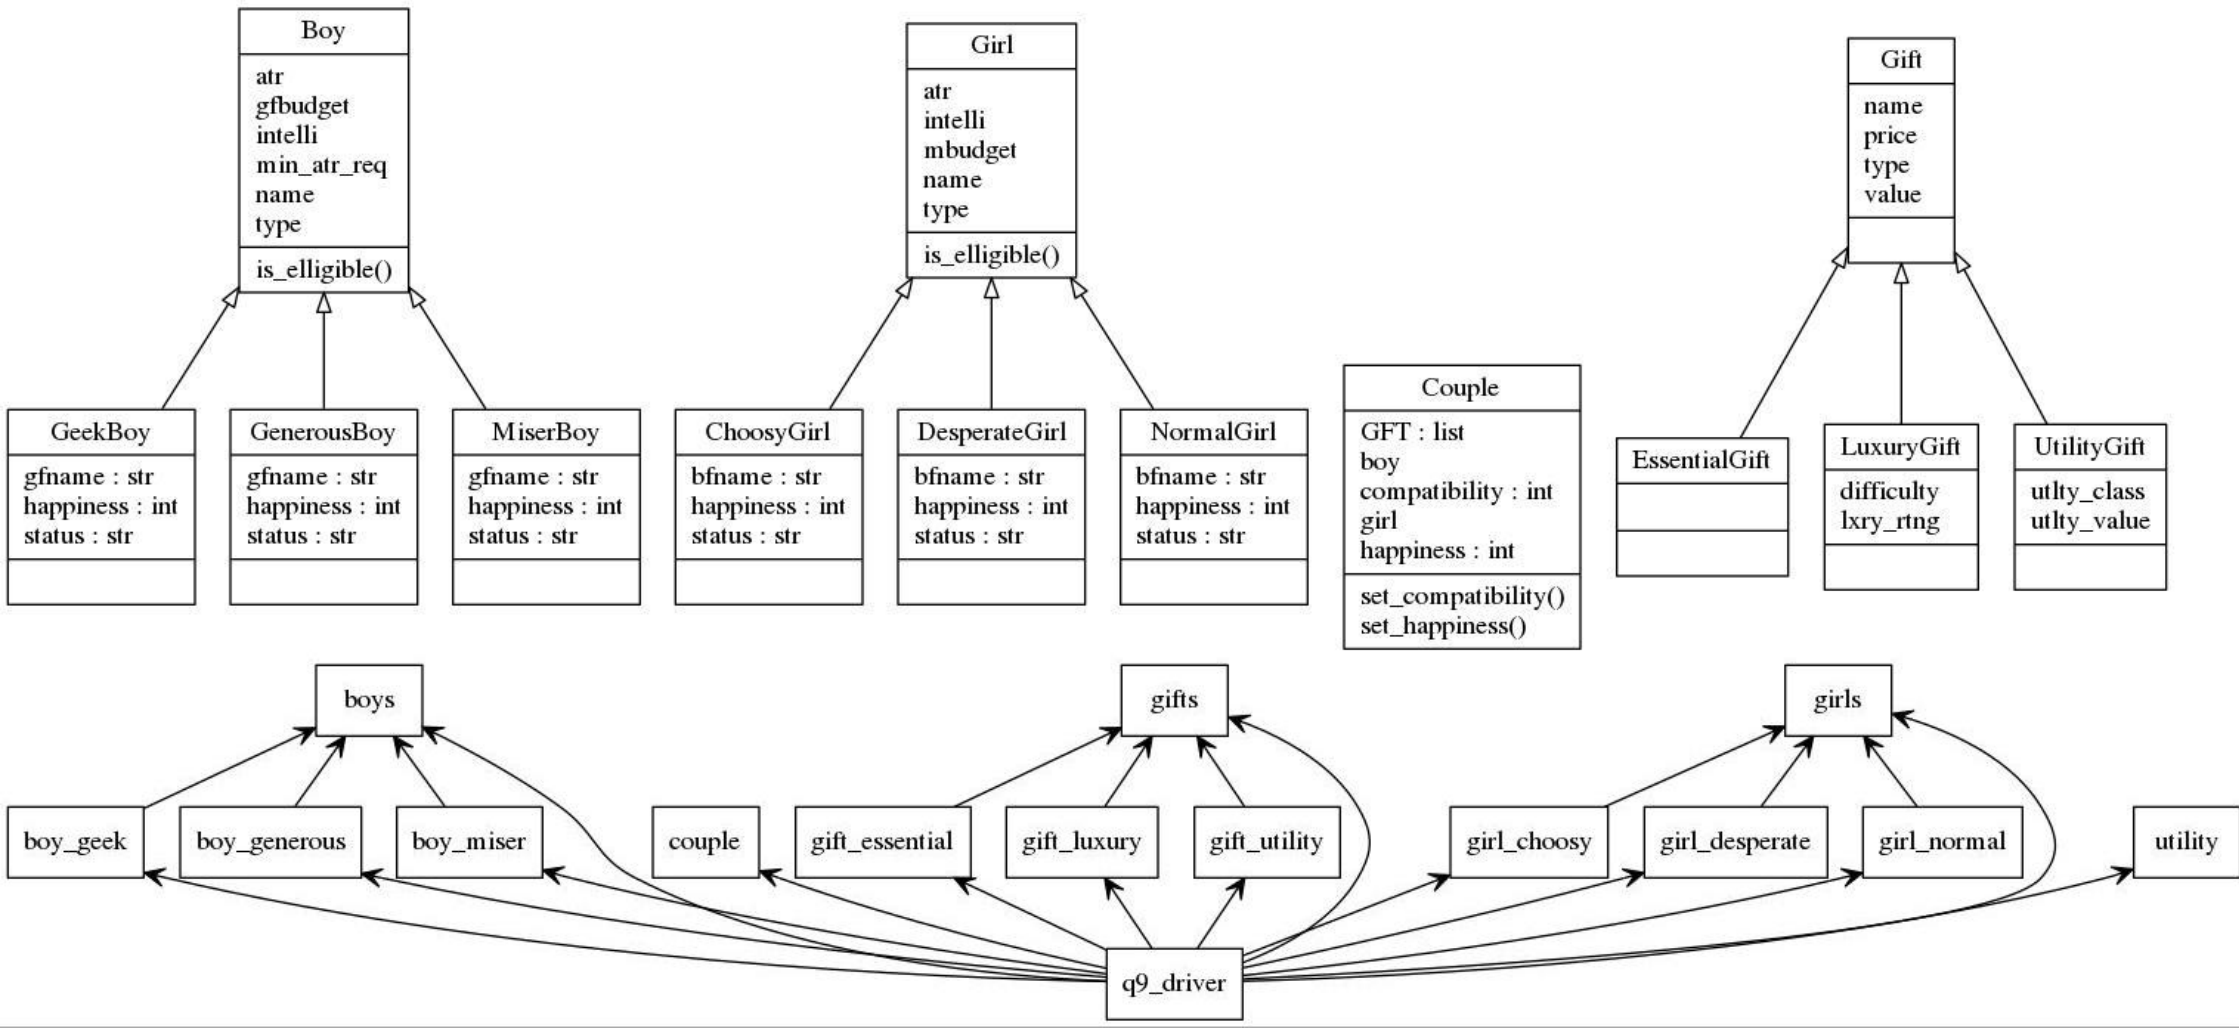 Boy
atr
gfbudget
intelli
min_atr_req
name
type
is_elligible()
Girl
atr
intelli
mbudget
name
type
is_elligible()
Gift
name
price
type
value
GeekBoy
gfname : str
happiness : int
status : str
GenerousBoy
gfname : str
happiness : int
status : str
MiserBoy
gfname : str
happiness : int
status : str
ChoosyGirl
bfname : str
happiness : int
status : str
DesperateGirl
bfname : str
happiness : int
status : str
NormalGirl
bfname : str
happiness : int
status : str
Couple
GFT : list
boy
compatibility : int
girl
happiness : int
set_compatibility()
set_happiness()
EssentialGift
LuxuryGift
difficulty
lxry_rtng
UtilityGift
utlty_class
utlty_value
boys
gifts
girls
boy_geek
boy_generous
boy_miser
couple
gift_essential
gift_luxury
gift_utility
girl_choosy
girl_desperate
girl_normal
utility
q9_driver